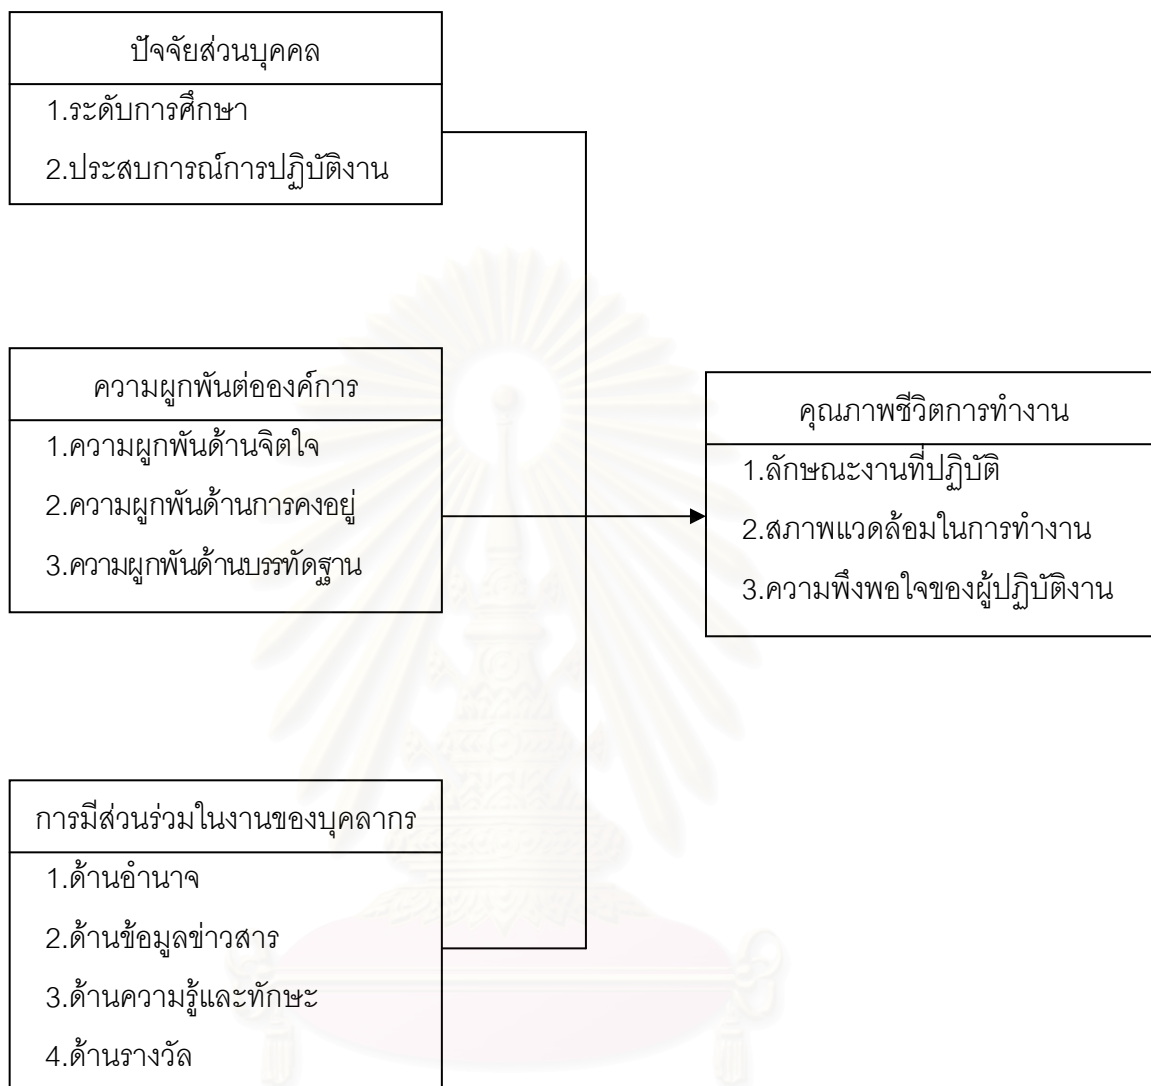 ปัจจัยส่วนบุคคล
1.ระดับการศึกษา
2.ประสบการณ์การปฏิบัติงาน
ความผูกพันต่อองค์การ
1.ความผูกพันด้านจิตใจ
2.ความผูกพันด้านการคงอยู่
3.ความผูกพันด้านบรรทัดฐาน
คุณภาพชีวิตการทำงาน
1.ลักษณะงานที่ปฏิบัติ
2.สภาพแวดล้อมในการทำงาน
3.ความพึงพอใจของผู้ปฏิบัติงาน
การมีส่วนร่วมในงานของบุคลากร
1.ด้านอำนาจ
2.ด้านข้อมูลข่าวสาร
3.ด้านความรู้และทักษะ
4.ด้านรางวัล